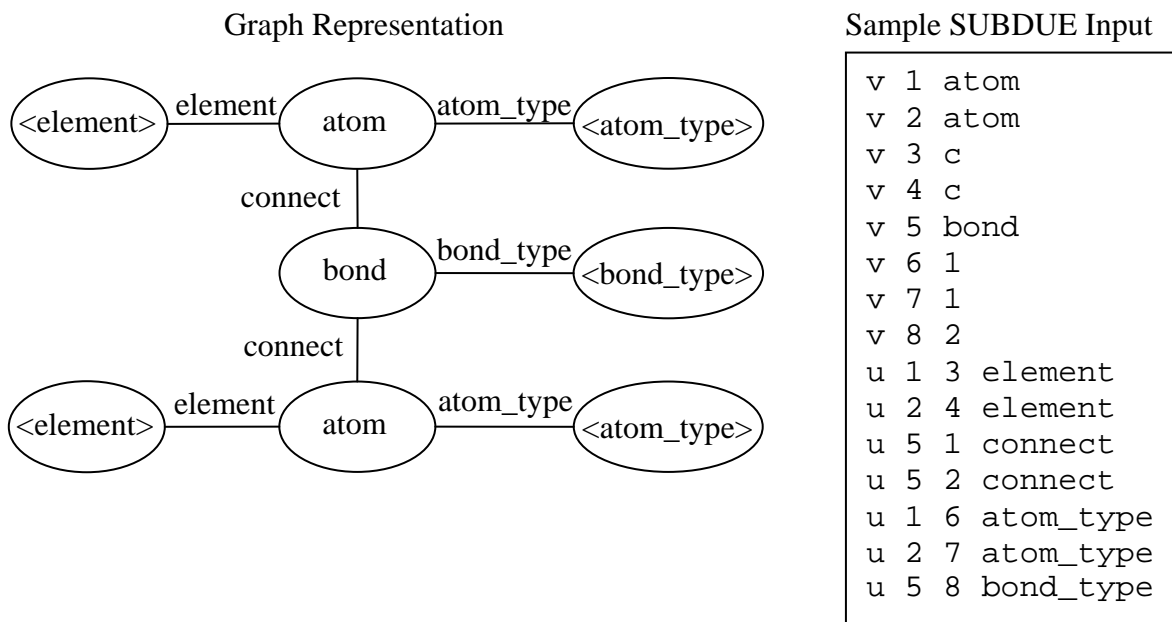 Graph Representation
Sample SUBDUE Input
element
atom_type
<element>
atom
<atom_type>
connect
bond_type
bond
<bond_type>
connect
element
atom_type
<element>
atom
<atom_type>
v 1 atom
v 2 atom
v 3 c
v 4 c
v 5 bond
v 6 1
v 7 1
v 8 2
u 1 3 element
u 2 4 element
u 5 1 connect
u 5 2 connect
u 1 6 atom_type
u 2 7 atom_type
u 5 8 bond_type